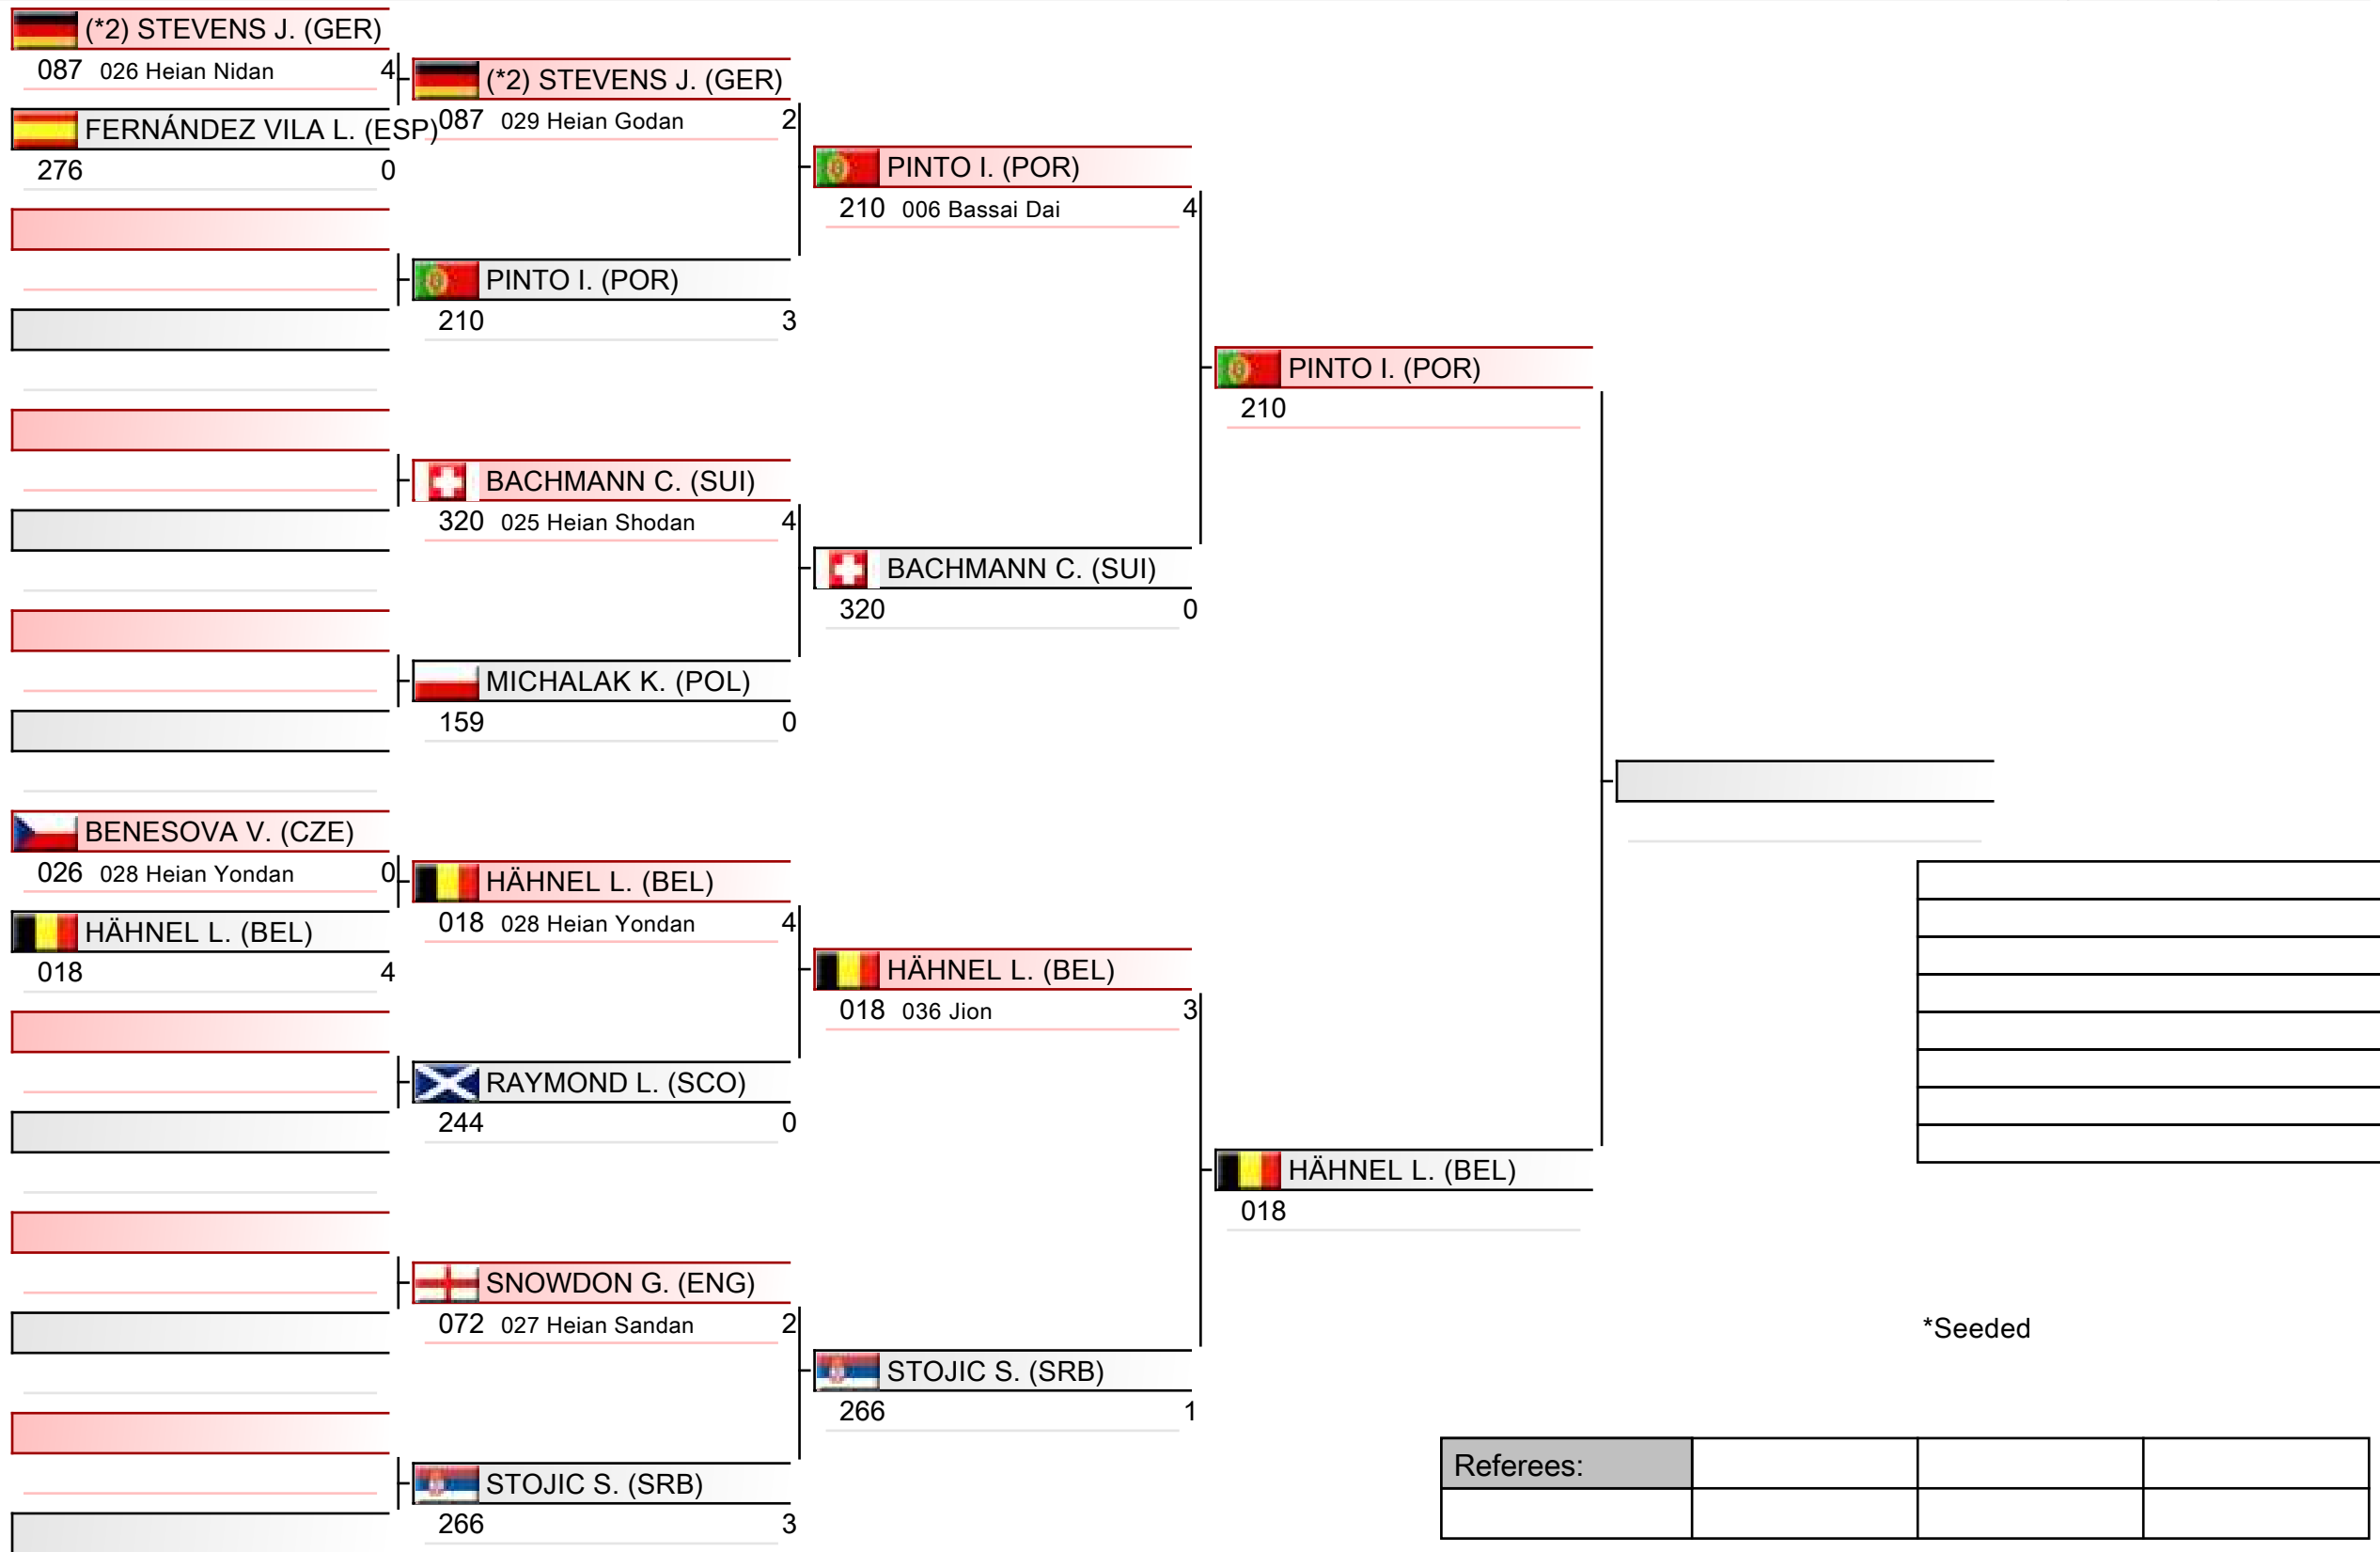 (*2) STEVENS J. (GER)
087 026 Heian Nidan 4
FERNÁNDEZ VILA L. (ESP)
276 0
BENESOVA V. (CZE)
026 028 Heian Yondan 0
HÄHNEL L. (BEL)
018 4
(*2) STEVENS J. (GER)
087 029 Heian Godan 2
PINTO I. (POR)
210 3
BACHMANN C. (SUI)
320 025 Heian Shodan 4
MICHALAK K. (POL)
159 0
HÄHNEL L. (BEL)
018 028 Heian Yondan 4
RAYMOND L. (SCO)
244 0
SNOWDON G. (ENG)
072 027 Heian Sandan 2
STOJIC S. (SRB)
266 3
PINTO I. (POR)
210 006 Bassai Dai 4
BACHMANN C. (SUI)
320 0
HÄHNEL L. (BEL)
018 036 Jion 3
STOJIC S. (SRB)
266 1
PINTO I. (POR)
210
HÄHNEL L. (BEL)
018
*Seeded
Referees: